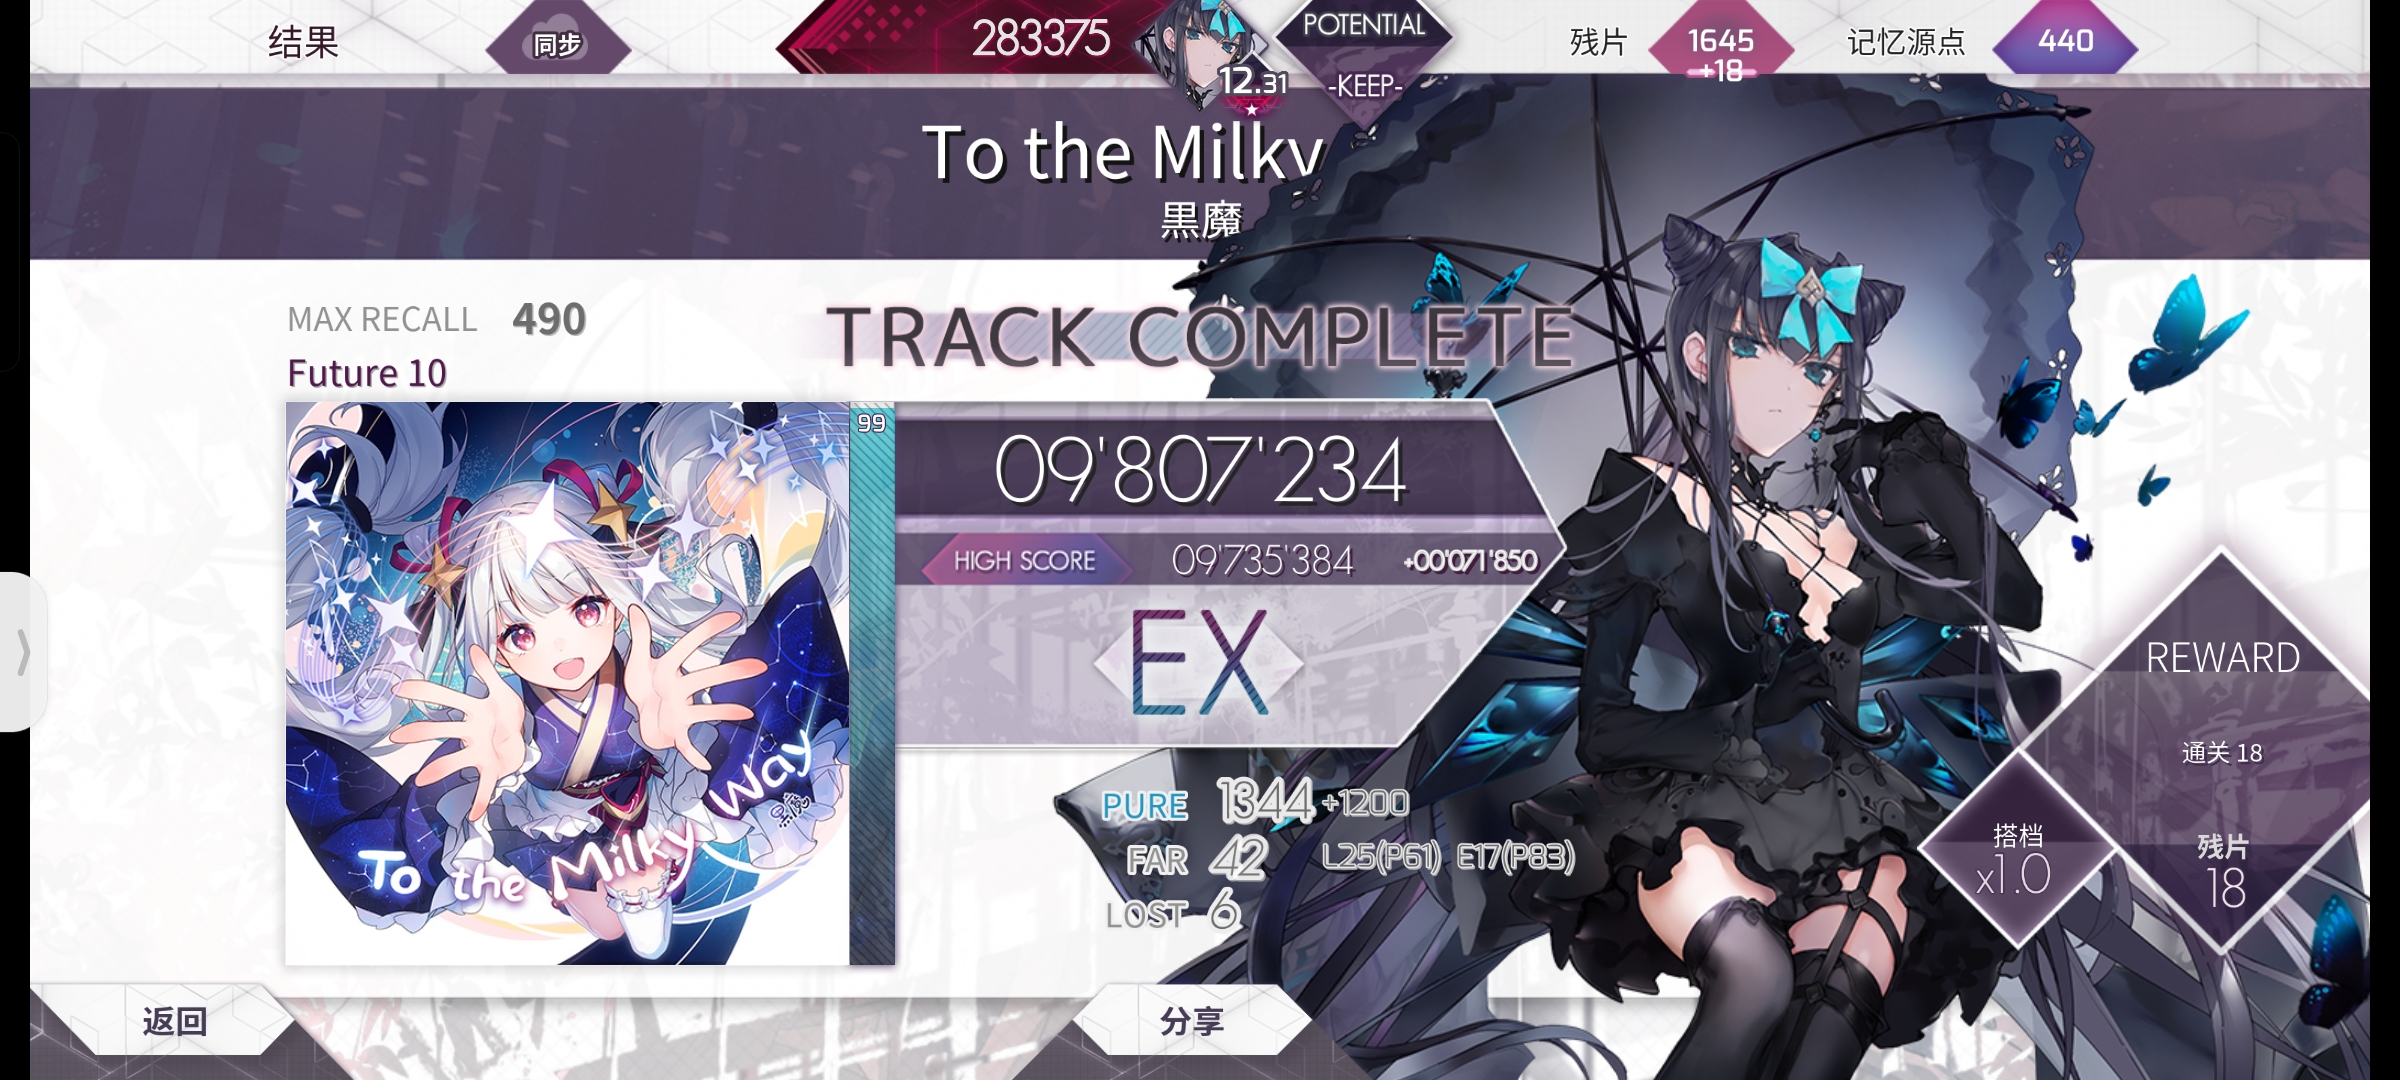 结果
同步
283375
12.31
POTENTIAL
-KEEP-
残片
1645
+18
记忆源点
440
To the Milky
黒魔
MAX RECALL 490
Future 10
TRACK COMPLETE
99
09'807'234
HIGH SCORE 09'735'384 +00'071'850
EX
To the Milky Way
黒魔
PURE 1344 +1200
FAR 42 L25(P61) E17(P83)
LOST 6
REWARD
通关 18
残片
18
搭档
x1.0
返回
分享